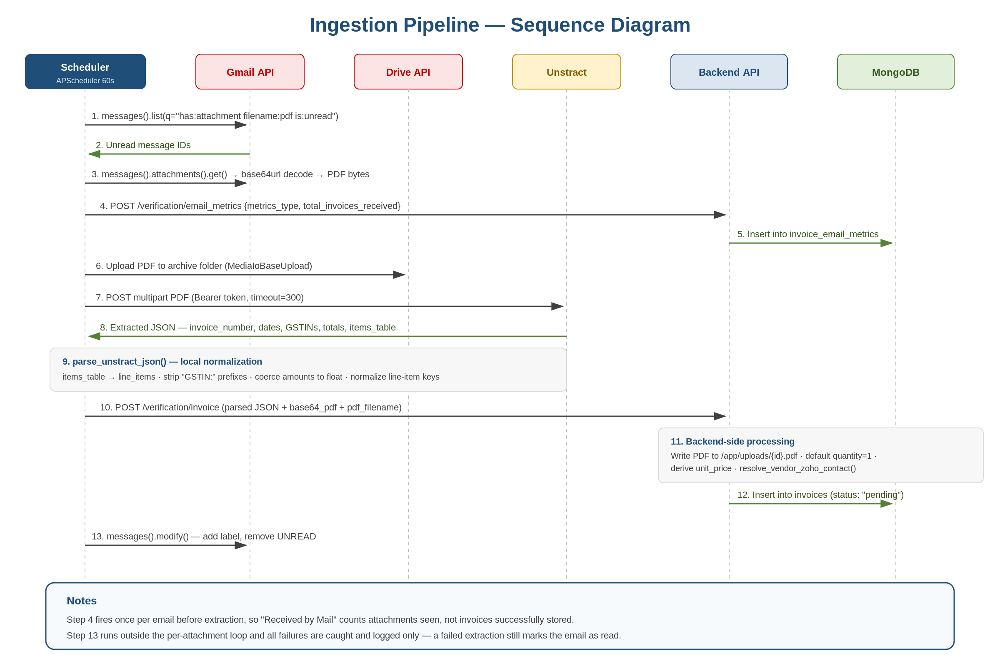 Ingestion Pipeline — Sequence Diagram
Scheduler
APScheduler 60s
Gmail API
Drive API
Unstract
Backend API
MongoDB
1. messages().list(q="has:attachment filename:pdf is:unread")
2. Unread message IDs
3. messages().attachments().get() → base64url decode → PDF bytes
4. POST /verification/email_metrics {metrics_type, total_invoices_received}
5. Insert into invoice_email_metrics
6. Upload PDF to archive folder (MediaIoBaseUpload)
7. POST multipart PDF (Bearer token, timeout=300)
8. Extracted JSON — invoice_number, dates, GSTINs, totals, items_table
9. parse_unstract_json() — local normalization
items_table → line_items · strip "GSTIN:" prefixes · coerce amounts to float · normalize line-item keys
10. POST /verification/invoice (parsed JSON + base64_pdf + pdf_filename)
11. Backend-side processing
Write PDF to /app/uploads/{id}.pdf · default quantity=1 ·
derive unit_price · resolve_vendor_zoho_contact()
12. Insert into invoices (status: "pending")
13. messages().modify() — add label, remove UNREAD
Notes
Step 4 fires once per email before extraction, so "Received by Mail" counts attachments seen, not invoices successfully stored.
Step 13 runs outside the per-attachment loop and all failures are caught and logged only — a failed extraction still marks the email as read.